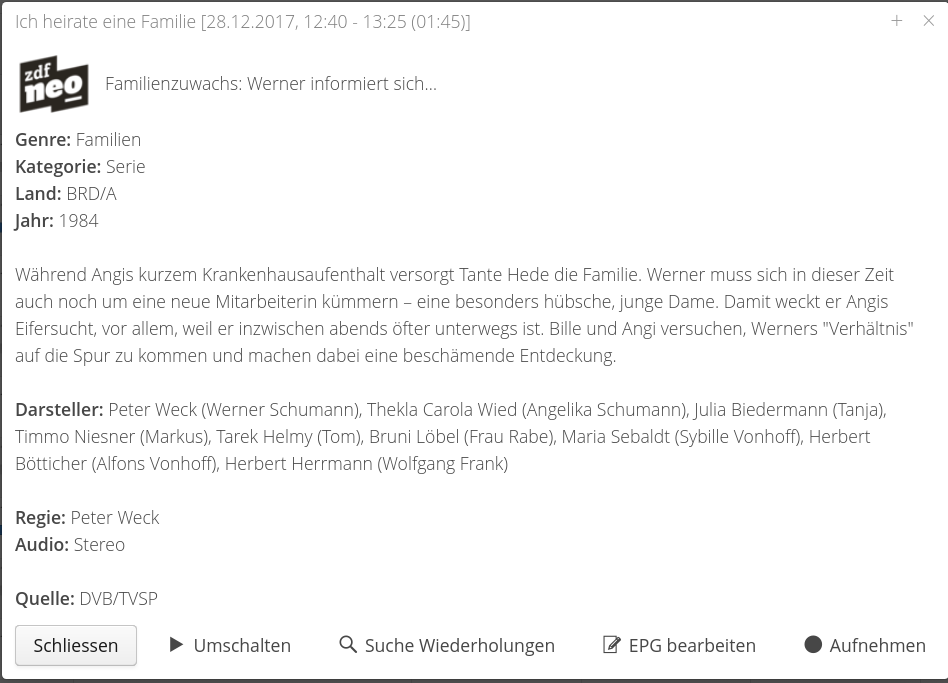 Ich heirate eine Familie [28.12.2017, 12:40 - 13:25 (01:45)]
zdf
neo
Familienzuwachs: Werner informiert sich...
Genre: Familien
Kategorie: Serie
Land: BRD/A
Jahr: 1984
Während Angis kurzem Krankenhausaufenthalt versorgt Tante Hede die Familie. Werner muss sich in dieser Zeit
auch noch um eine neue Mitarbeiterin kümmern – eine besonders hübsche, junge Dame. Damit weckt er Angis
Eifersucht, vor allem, weil er inzwischen abends öfter unterwegs ist. Bille und Angi versuchen, Werners "Verhältnis"
auf die Spur zu kommen und machen dabei eine beschämende Entdeckung.
Darsteller: Peter Weck (Werner Schumann), Thekla Carola Wied (Angelika Schumann), Julia Biedermann (Tanja),
Timmo Niesner (Markus), Tarek Helmy (Tom), Bruni Löbel (Frau Rabe), Maria Sebaldt (Sybille Vonhoff), Herbert
Bötticher (Alfons Vonhoff), Herbert Herrmann (Wolfgang Frank)
Regie: Peter Weck
Audio: Stereo
Quelle: DVB/TVSP
Schliessen Umschalten Suche Wiederholungen EPG bearbeiten Aufnehmen